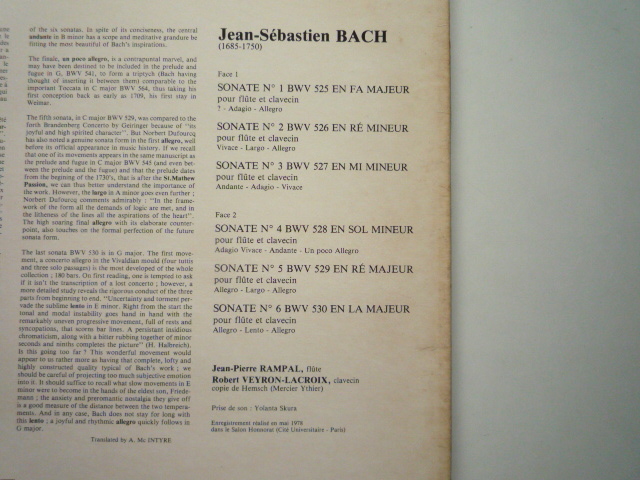 of the six sonatas. In spite of its conciseness, the central
andante in B minor has a scope and meditative grandure be
fitting the most beautiful of Bach's inspirations.
The finale, un poco allegro, is a contrapuntal marvel, and
may have been destined to be included in the prelude and
fugue in G, BWV 541, to form a triptych (Bach having
thought of inserting it between them) comparable to the
important Toccata in C major BWV 564, thus taking his
first conception back as early as 1709, his first stay in
Weimar.
The fifth sonata, in C major BWV 529, was compared to the
forth Brandenberg Concerto by Geiringer because of "its
joyful and high spirited character". But Norbert Dufourcq
has also noted a genuine sonata form in the first allegro, well
before its official appearance in music history. If we recall
that one of its movements appears in the same manuscript as
the prelude and fugue in C major BWV 545 (and even bet-
ween the prelude and the fugue) and that the prelude dates
from the begining of the 1730's, that is after the St.Mathew
Passion, we can thus better understand the importance of the
work. However, the largo in A minor goes even further ;
Norbert Dufourcq comments admirably : "In the frame-
work of the form all the demands of logic are met, and in
the litheness of the lines all the aspirations of the heart".
The high soaring final allegro with its elaborate counter-
point, also touches on the formal perfection of the future
sonata form.
The last sonata BWV 530 is in G major. The first move-
ment, a concerto allegro in the Vivaldian mould (four tutti
and three solo passages) is the most developed of the whole
collection : 180 bars. On first reading, one is tempted to ask
if it isn't the transcription of a lost concerto ; however, a
more detailed study reveals the rigorous conduct of the three
parts from beginning to end. "Uncertainty and torment per-
vade the sublime lento in E minor. Right from the start the
tonal and modal instability goes hand in hand with the
remarkably uneven progressive movement, full of rests and
syncopations, that scorns bar lines. A persistant insidious
chromaticism, along with a bitter rubbing together of minor
seconds and ninths completes the picture" (H. Halbreich).
Is this going too far ? This wonderful movement would
appear to us rather more as having that complete, lofty and
highly constructed quality typical of Bach's work ; we
should be careful of projecting too much subjective emotion
into it. It should suffice to recall what slow movements in E
minor were to become in the hands of the eldest son, Friede-
mann ; the anxiety and preromantic nostalgia they give off
is a good measure of the distance between the two tempera-
ments. And in any case, Bach does not stay for long with
this lento ; a joyful and rhythmic allegro quickly follows in
G major.
Translated by A. Mc INTYRE
Jean-Sébastien BACH
(1685-1750)
Face 1
SONATE N° 1 BWV 525 EN FA MAJEUR
pour flûte et clavecin
? - Adagio - Allegro
SONATE N° 2 BWV 526 EN RÉ MINEUR
pour flûte et clavecin
Vivace - Largo - Allegro
SONATE N° 3 BWV 527 EN MI MINEUR
pour flûte et clavecin
Andante - Adagio - Vivace
Face 2
SONATE N° 4 BWV 528 EN SOL MINEUR
pour flûte et clavecin
Adagio Vivace - Andante - Un poco Allegro
SONATE N° 5 BWV 529 EN RÉ MAJEUR
pour flûte et clavecin
Allegro - Largo - Allegro
SONATE N° 6 BWV 530 EN LA MAJEUR
pour flûte et clavecin
Allegro - Lento - Allegro
Jean-Pierre RAMPAL, flûte
Robert VEYRON-LACROIX, clavecin
copie de Hemsch (Mercier Ythier)
Prise de son : Yolanta Skura
Enregistrement réalisé en mai 1978
dans le Salon Honnorat (Cité Universitaire - Paris)